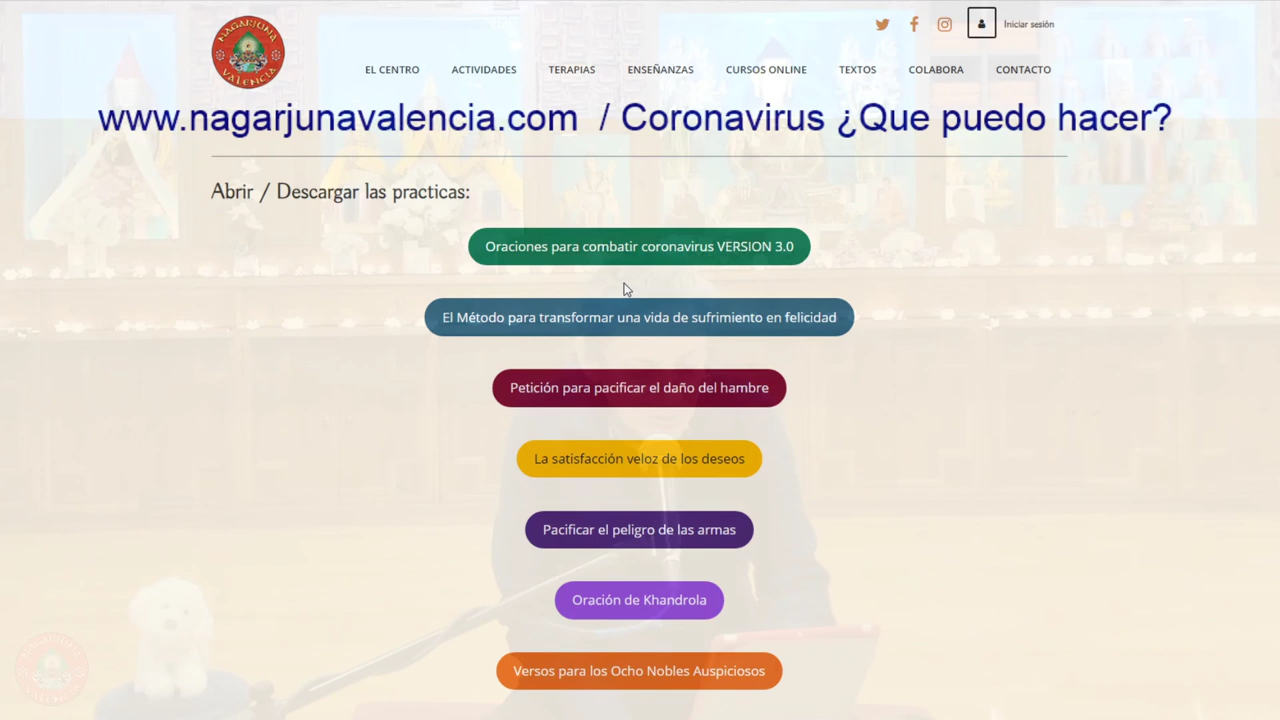 NAGARJUNA
VALENCIA
Iniciar sesión
EL CENTRO
ACTIVIDADES
TERAPIAS
ENSEÑANZAS
CURSOS ONLINE
TEXTOS
COLABORA
CONTACTO
www.nagarjunavalencia.com / Coronavirus ¿Que puedo hacer?
Abrir / Descargar las practicas:
Oraciones para combatir coronavirus VERSION 3.0
El Método para transformar una vida de sufrimiento en felicidad
Petición para pacificar el daño del hambre
La satisfacción veloz de los deseos
Pacificar el peligro de las armas
Oración de Khandrola
Versos para los Ocho Nobles Auspiciosos